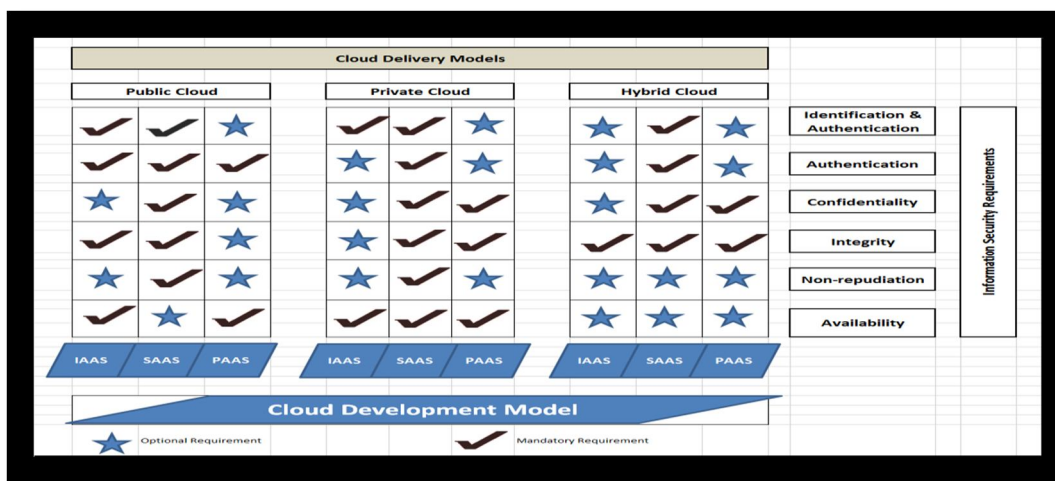 Cloud Delivery Models
Public Cloud
Private Cloud
Hybrid Cloud
Identification &
Authentication
Authentication
Confidentiality
Integrity
Non-repudiation
Availability
Information Security Requirements
IAAS
SAAS
PAAS
IAAS
SAAS
PAAS
IAAS
SAAS
PAAS
Cloud Development Model
Optional Requirement
Mandatory Requirement